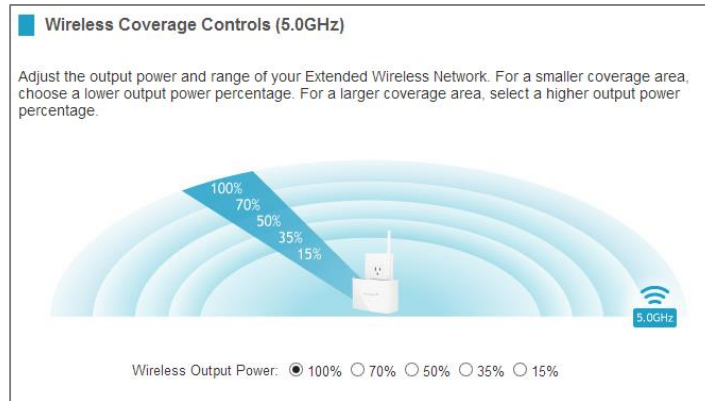 Wireless Coverage Controls (5.0GHz)
Adjust the output power and range of your Extended Wireless Network. For a smaller coverage area,
choose a lower output power percentage. For a larger coverage area, select a higher output power
percentage.
100%
70%
50%
35%
15%
5.0GHz
Wireless Output Power: 100% 70% 50% 35% 15%